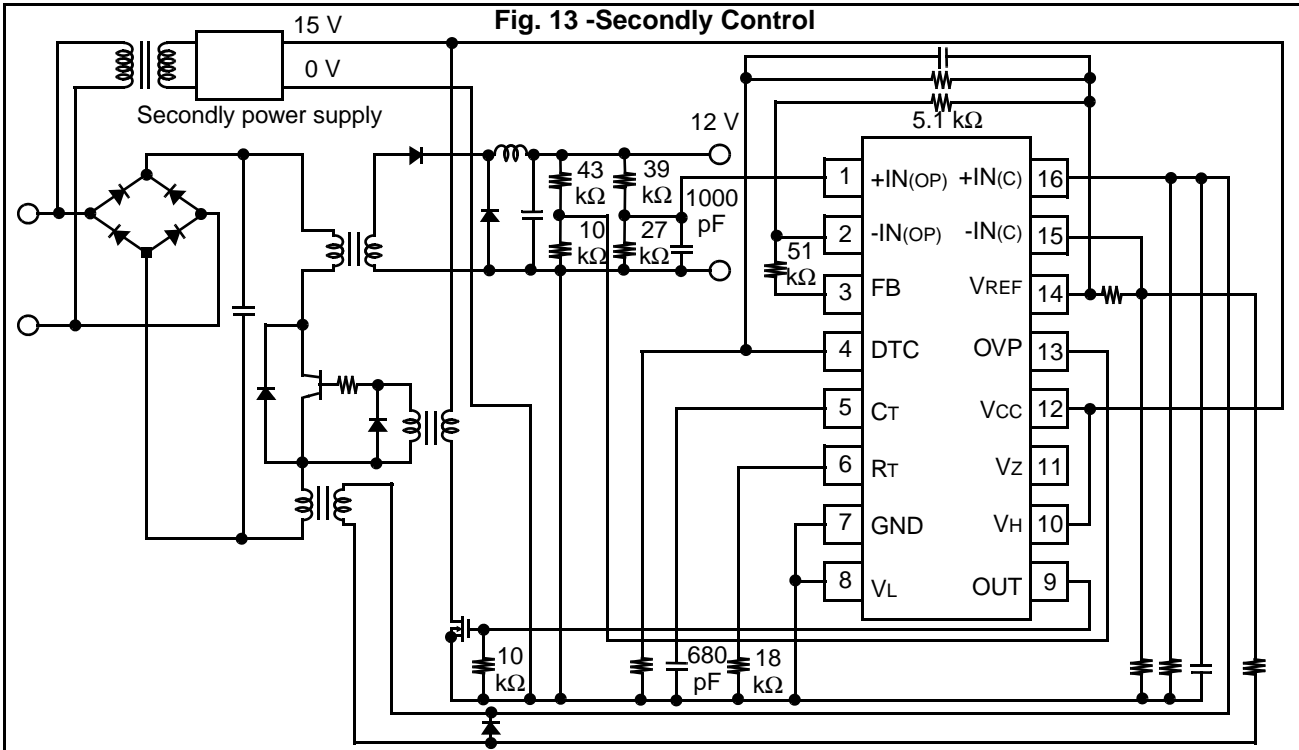 Fig. 13 -Secondly Control
15 V
0 V
Secondly power supply
12 V
5.1 kΩ
43 kΩ
39 kΩ
1000 pF
10 kΩ
27 kΩ
51 kΩ
1 +IN(OP) +IN(C) 16
2 -IN(OP) -IN(C) 15
3 FB VREF 14
4 DTC OVP 13
5 CT VCC 12
6 RT VZ 11
7 GND VH 10
8 VL OUT 9
10 kΩ
680 pF
18 kΩ